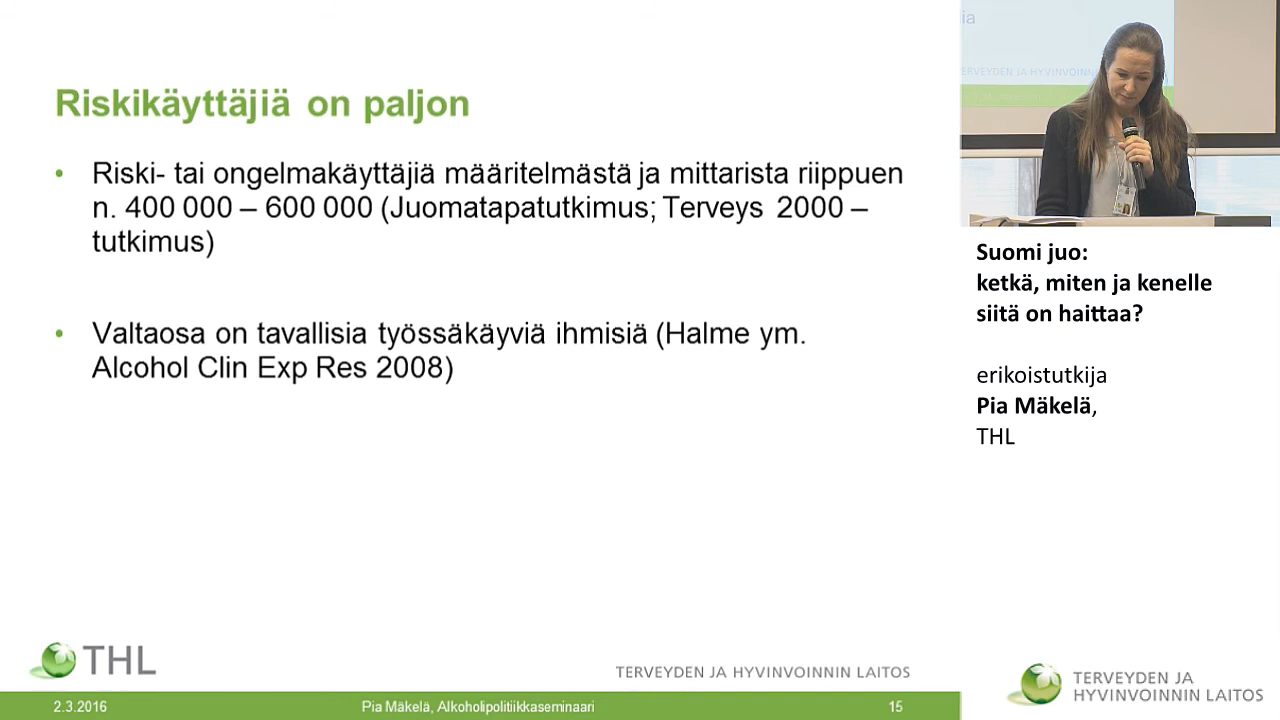 Riskikäyttäjiä on paljon
• Riski- tai ongelmakäyttäjiä määritelmästä ja mittarista riippuen
n. 400 000 – 600 000 (Juomatapatutkimus; Terveys 2000 –
tutkimus)
• Valtaosa on tavallisia työssäkäyviä ihmisiä (Halme ym.
Alcohol Clin Exp Res 2008)
THL
TERVEYDEN JA HYVINVOINNIN LAITOS
2.3.2016
Pia Mäkelä, Alkoholipolitiikkaseminaari
15
ia
Suomi juo:
ketkä, miten ja kenelle
siitä on haittaa?
erikoistutkija
Pia Mäkelä,
THL
TERVEYDEN JA
HYVINVOINNIN LAITOS